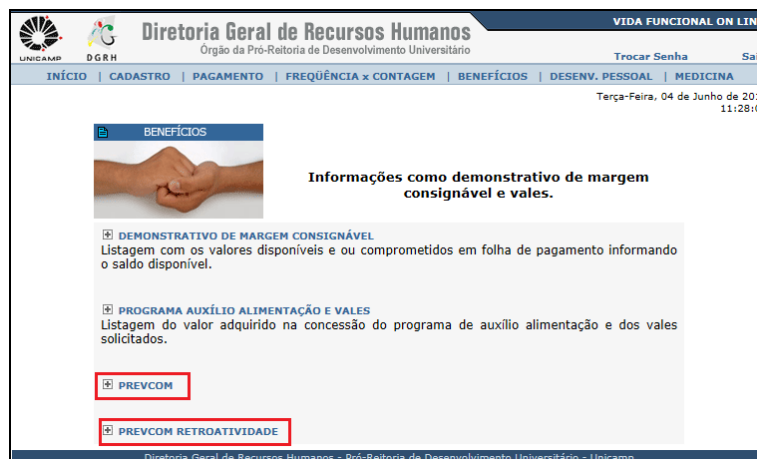 Diretoria Geral de Recursos Humanos
Órgão da Pró-Reitoria de Desenvolvimento Universitário
UNICAMP
DGRH
VIDA FUNCIONAL ON LIN
Trocar Senha
Sai
INÍCIO | CADASTRO | PAGAMENTO | FREQÜÊNCIA x CONTAGEM | BENEFÍCIOS | DESENV. PESSOAL | MEDICINA
Terça-Feira, 04 de Junho de 201
11:28:0
BENEFÍCIOS
Informações como demonstrativo de margem
consignável e vales.
DEMONSTRATIVO DE MARGEM CONSIGNÁVEL
Listagem com os valores disponíveis e ou comprometidos em folha de pagamento informando
o saldo disponível.
PROGRAMA AUXÍLIO ALIMENTAÇÃO E VALES
Listagem do valor adquirido na concessão do programa de auxílio alimentação e dos vales
solicitados.
PREVCOM
PREVCOM RETROATIVIDADE
Diretoria Geral de Recursos Humanos - Pró-Reitoria de Desenvolvimento Universitário - Unicamp